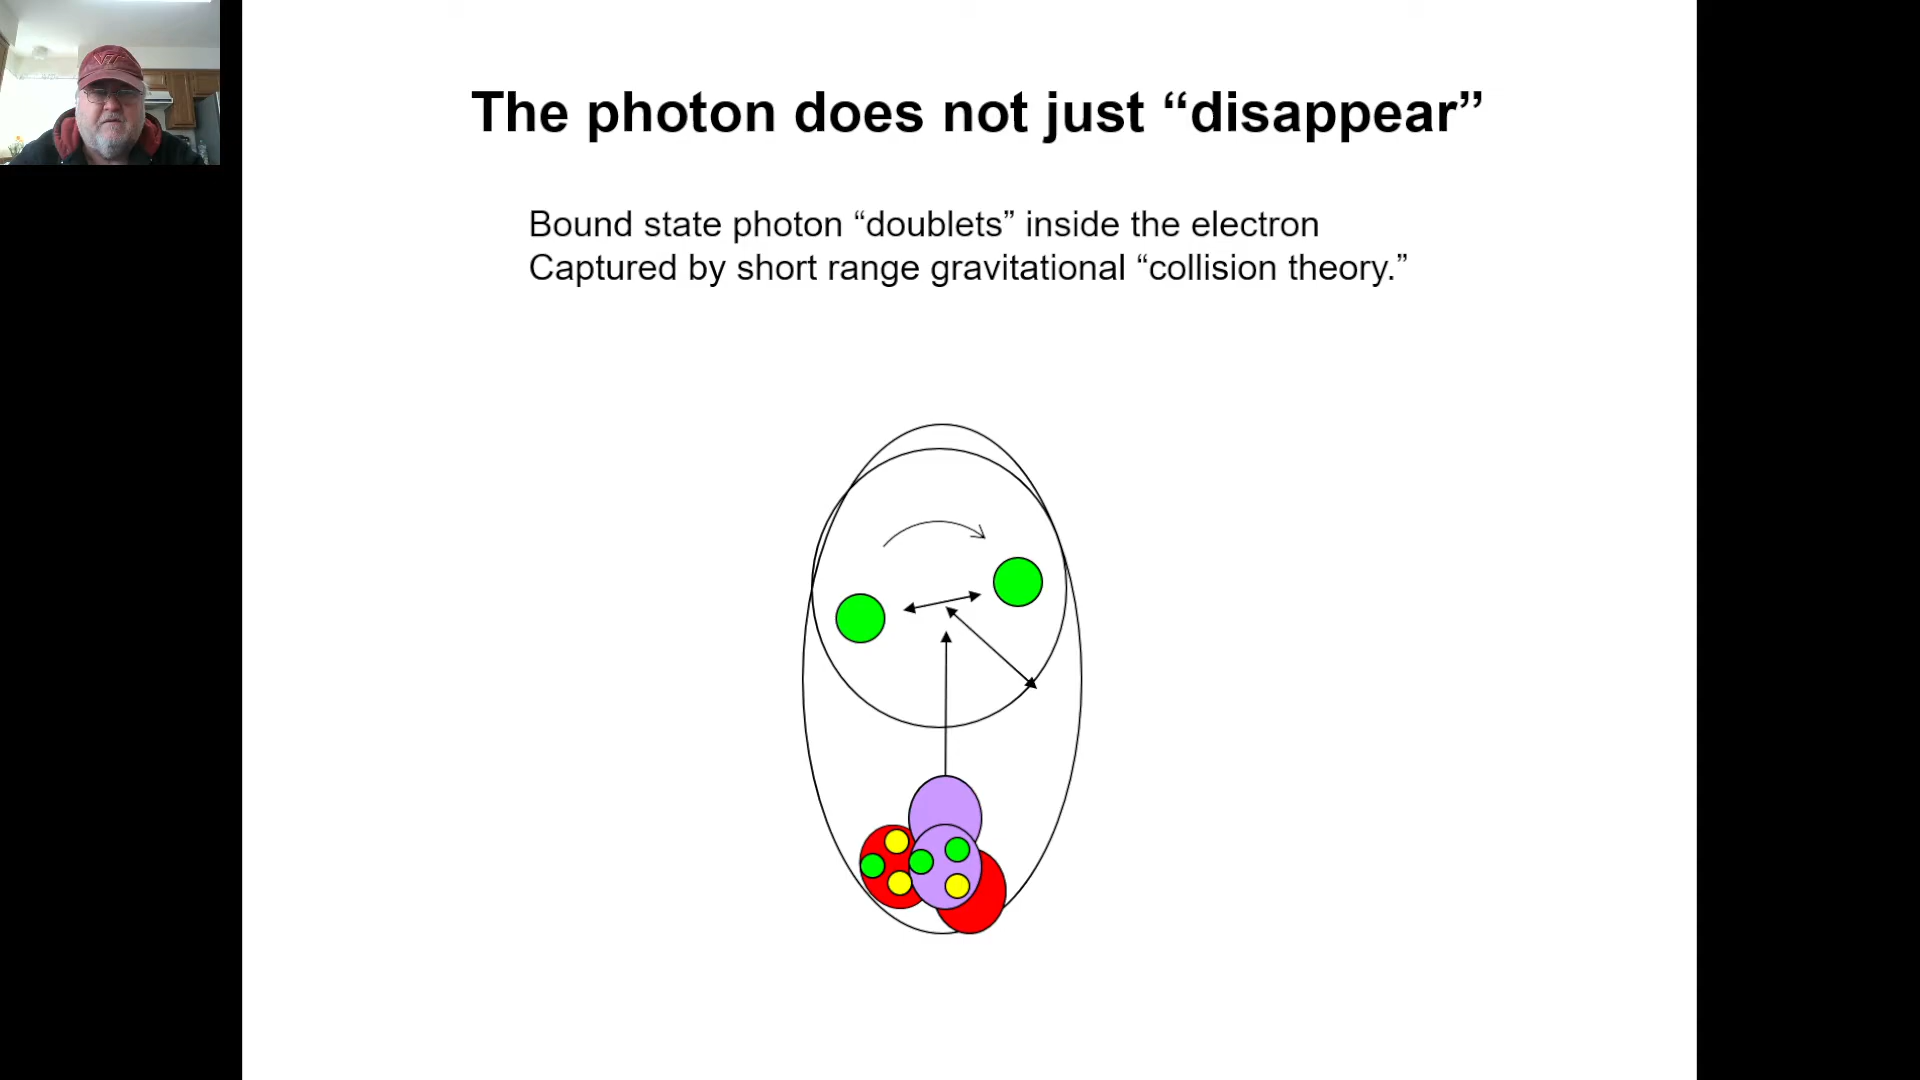 The photon does not just “disappear”
Bound state photon “doublets” inside the electron
Captured by short range gravitational “collision theory.”